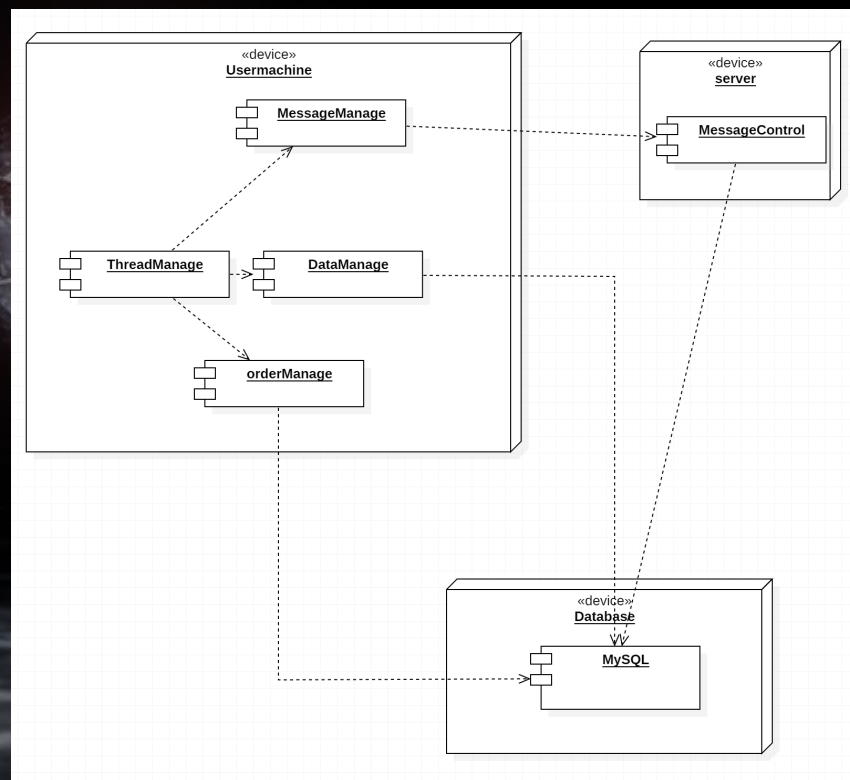 «device»
Usermachine
MessageManage
ThreadManage
DataManage
orderManage
«device»
server
MessageControl
«device»
Database
MySQL